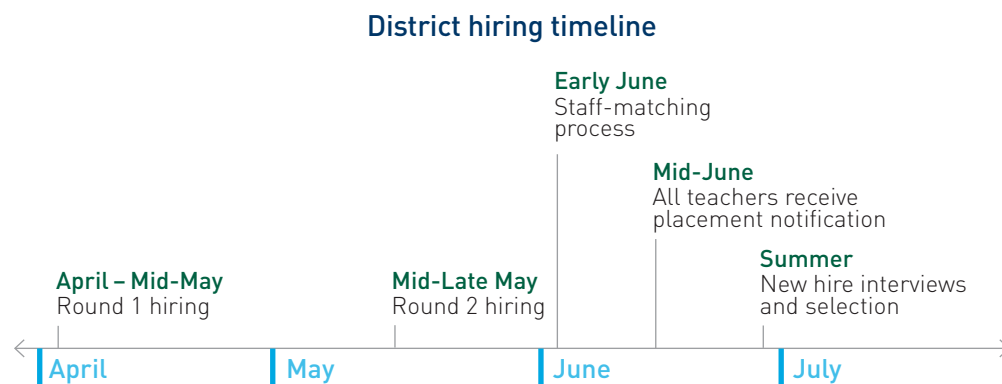 District hiring timeline
Early June
Staff-matching
process
Mid-June
All teachers receive
placement notification
April – Mid-May
Round 1 hiring
Mid-Late May
Round 2 hiring
Summer
New hire interviews
and selection
April
May
June
July